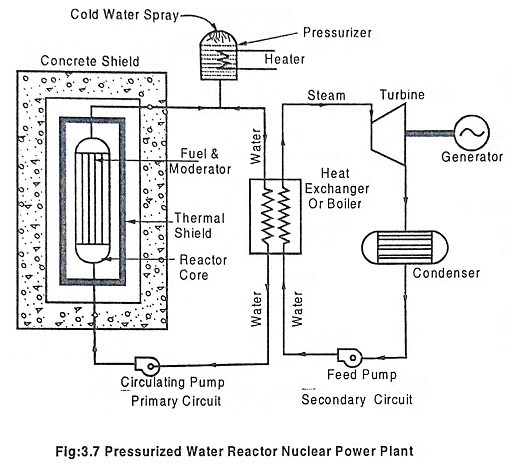 Cold Water Spray
Pressurizer
Concrete Shield
Heater
Steam
Turbine
Water
Fuel &
Moderator
Generator
Heat
Exchanger
Or Boiler
Thermal
Shield
Reactor
Core
Condenser
Water
Water
Circulating Pump
Primary Circuit
Feed Pump
Secondary Circuit
Fig:3.7 Pressurized Water Reactor Nuclear Power Plant